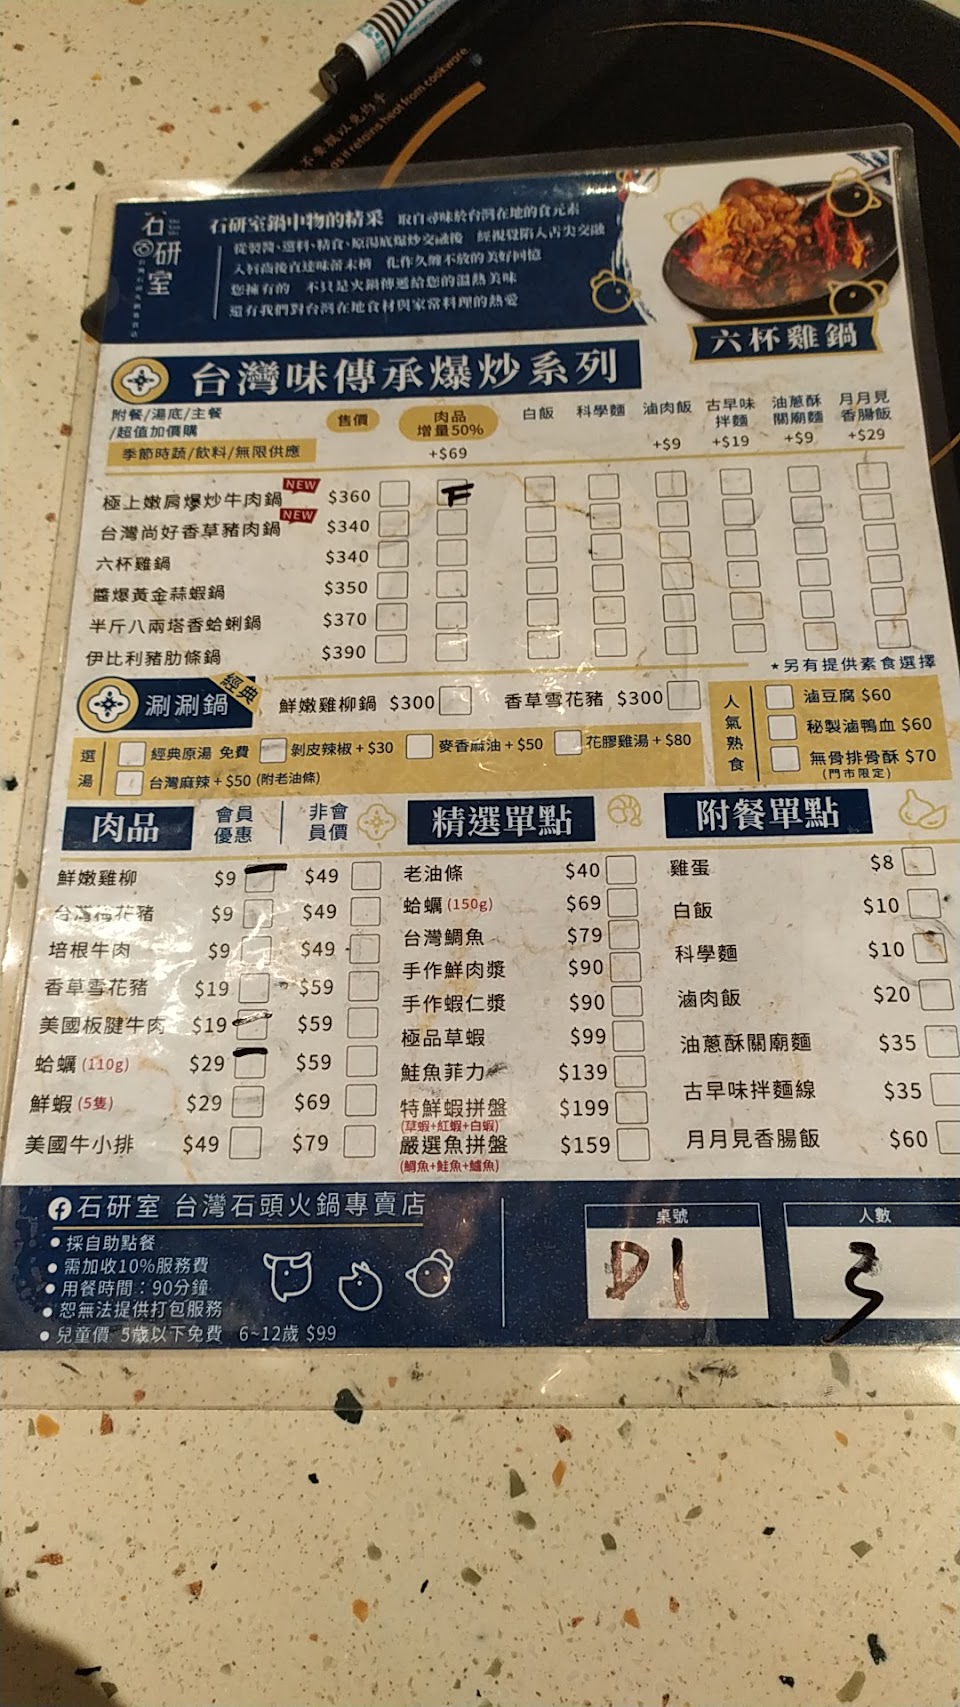 不要摸以免灼手
as it retains heat from cookware.
石研室
石研室鍋中物的精采 取自尋味於台灣在地的食元素
從製醬、選料、精食、原湯底爆炒交融後 經視覺陷入舌尖交融
入唇齒後直達味蕾末梢 化作久纏不放的美好回憶
您擁有的 不只是火鍋傳遞給您的溫熱美味
還有我們對台灣在地食材與家常料理的熱愛
六杯雞鍋
台灣味傳承爆炒系列
附餐/湯底/主餐
/超值加價購
季節時蔬/飲料/無限供應
售價 肉品增量50% +$69 白飯 科學麵 滷肉飯 +$9 古早味拌麵 +$19 油蔥酥關廟麵 +$9 月月見香腸飯 +$29
極上嫩肩爆炒牛肉鍋 NEW $360
台灣尚好香草豬肉鍋 NEW $340
六杯雞鍋 $340
醬爆黃金蒜蝦鍋 $350
半斤八兩塔香蛤蜊鍋 $370
伊比利豬肋條鍋 $390
★另有提供素食選擇
涮涮鍋 經典 鮮嫩雞柳鍋 $300 香草雪花豬 $300
選湯 經典原湯 免費 剝皮辣椒+$30 麥香麻油+$50 花膠雞湯+$80
台灣麻辣+$50(附老油條)
人氣熟食
滷豆腐 $60
秘製滷鴨血 $60
無骨排骨酥 $70
(門市限定)
肉品 會員優惠 非會員價
鮮嫩雞柳 $9 $49
台灣梅花豬 $9 $49
培根牛肉 $9 $49
香草雪花豬 $19 $59
美國板腱牛肉 $19 $59
蛤蠣(110g) $29 $59
鮮蝦(5隻) $29 $69
美國牛小排 $49 $79
精選單點
老油條 $40
蛤蠣(150g) $69
台灣鯛魚 $79
手作鮮肉漿 $90
手作蝦仁漿 $90
極品草蝦 $99
鮭魚菲力 $139
特鮮蝦拼盤 $199
(草蝦+紅蝦+白蝦)
嚴選魚拼盤 $159
(鯛魚+鮭魚+鱸魚)
附餐單點
雞蛋 $8
白飯 $10
科學麵 $10
滷肉飯 $20
油蔥酥關廟麵 $35
古早味拌麵線 $35
月月見香腸飯 $60
石研室 台灣石頭火鍋專賣店
• 採自助點餐
• 需加收10%服務費
• 用餐時間：90分鐘
• 恕無法提供打包服務
• 兒童價 5歲以下免費 6~12歲 $99
桌號
D1
人數
3